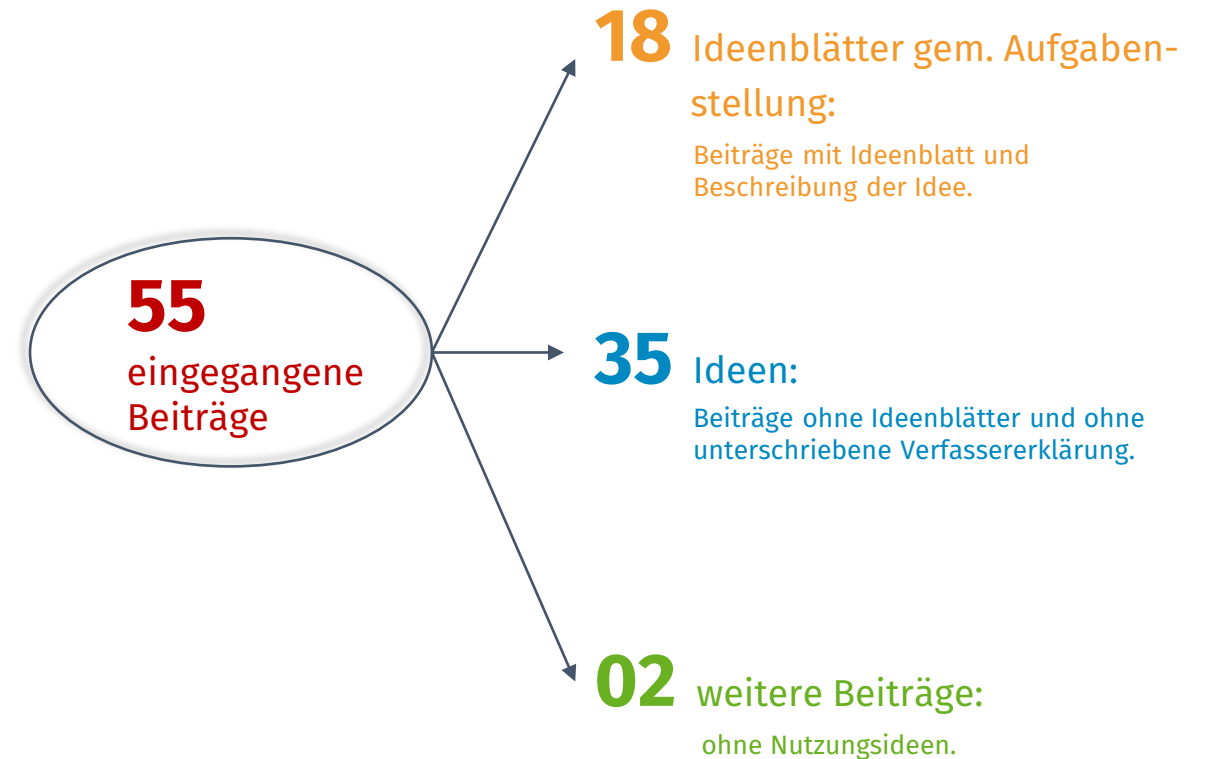 18 Ideenblätter gem. Aufgaben-
stellung:
Beiträge mit Ideenblatt und
Beschreibung der Idee.
55
eingegangene
Beiträge
35 Ideen:
Beiträge ohne Ideenblätter und ohne
unterschriebene Verfassererklärung.
02 weitere Beiträge:
ohne Nutzungsideen.